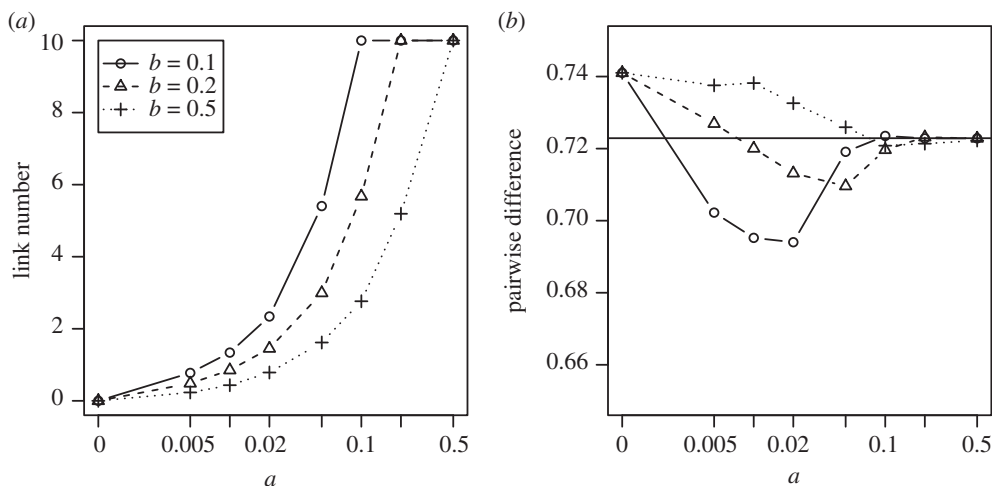 (a)
10
8
6
4
2
0
link number
b = 0.1
b = 0.2
b = 0.5
0 0.005 0.02 0.1 0.5
a
(b)
0.74
0.72
0.70
0.68
0.66
pairwise difference
0 0.005 0.02 0.1 0.5
a